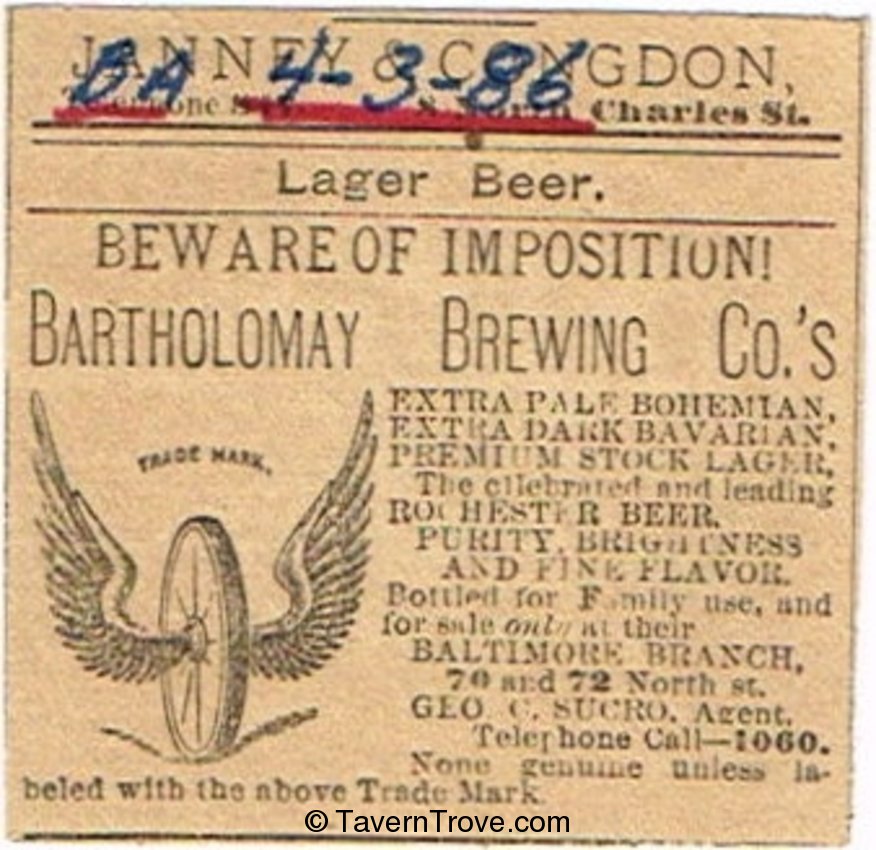 JANNEY & CONGDON,
BA 4-3-86
8 North Charles St.
Lager Beer.
BEWARE OF IMPOSITION!
BARTHOLOMAY BREWING CO.'S
TRADE MARK.
EXTRA PALE BOHEMIAN,
EXTRA DARK BAVARIAN,
PREMIUM STOCK LAGER,
The celebrated and leading
ROCHESTER BEER.
PURITY, BRIGHTNESS
AND FINE FLAVOR.
Bottled for Family use, and
for sale only at their
BALTIMORE BRANCH,
70 and 72 North st.
GEO C. SUCRO, Agent.
Telephone Call—1060.
None genuine unless la-
beled with the above Trade Mark.
© TavernTrove.com